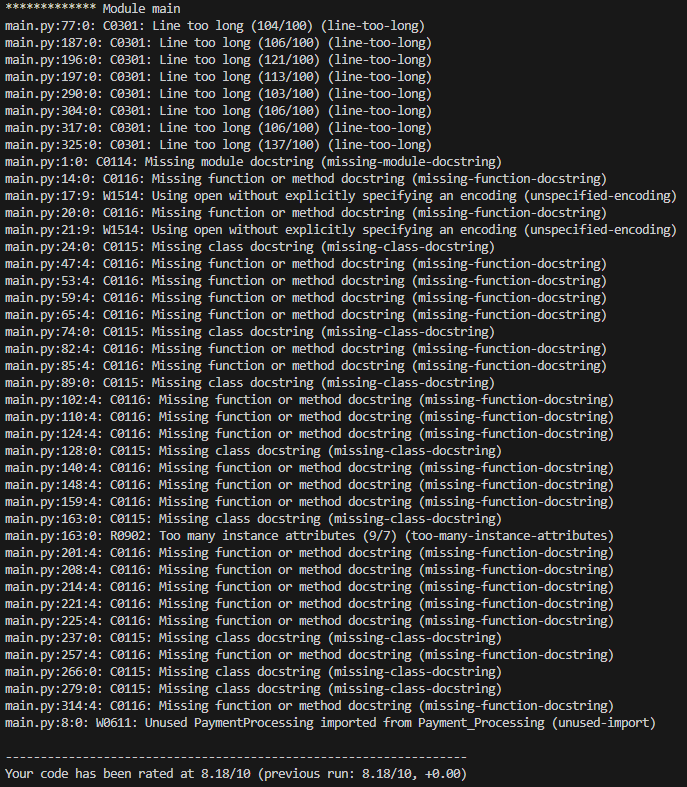 ************* Module main
main.py:77:0: C0301: Line too long (104/100) (line-too-long)
main.py:187:0: C0301: Line too long (106/100) (line-too-long)
main.py:196:0: C0301: Line too long (121/100) (line-too-long)
main.py:197:0: C0301: Line too long (113/100) (line-too-long)
main.py:290:0: C0301: Line too long (103/100) (line-too-long)
main.py:304:0: C0301: Line too long (106/100) (line-too-long)
main.py:317:0: C0301: Line too long (106/100) (line-too-long)
main.py:325:0: C0301: Line too long (137/100) (line-too-long)
main.py:1:0: C0114: Missing module docstring (missing-module-docstring)
main.py:14:0: C0116: Missing function or method docstring (missing-function-docstring)
main.py:17:9: W1514: Using open without explicitly specifying an encoding (unspecified-encoding)
main.py:20:0: C0116: Missing function or method docstring (missing-function-docstring)
main.py:21:9: W1514: Using open without explicitly specifying an encoding (unspecified-encoding)
main.py:24:0: C0115: Missing class docstring (missing-class-docstring)
main.py:47:4: C0116: Missing function or method docstring (missing-function-docstring)
main.py:53:4: C0116: Missing function or method docstring (missing-function-docstring)
main.py:59:4: C0116: Missing function or method docstring (missing-function-docstring)
main.py:65:4: C0116: Missing function or method docstring (missing-function-docstring)
main.py:74:0: C0115: Missing class docstring (missing-class-docstring)
main.py:82:4: C0116: Missing function or method docstring (missing-function-docstring)
main.py:85:4: C0116: Missing function or method docstring (missing-function-docstring)
main.py:89:0: C0115: Missing class docstring (missing-class-docstring)
main.py:102:4: C0116: Missing function or method docstring (missing-function-docstring)
main.py:110:4: C0116: Missing function or method docstring (missing-function-docstring)
main.py:124:4: C0116: Missing function or method docstring (missing-function-docstring)
main.py:128:0: C0115: Missing class docstring (missing-class-docstring)
main.py:140:4: C0116: Missing function or method docstring (missing-function-docstring)
main.py:148:4: C0116: Missing function or method docstring (missing-function-docstring)
main.py:159:4: C0116: Missing function or method docstring (missing-function-docstring)
main.py:163:0: C0115: Missing class docstring (missing-class-docstring)
main.py:163:0: R0902: Too many instance attributes (9/7) (too-many-instance-attributes)
main.py:201:4: C0116: Missing function or method docstring (missing-function-docstring)
main.py:208:4: C0116: Missing function or method docstring (missing-function-docstring)
main.py:214:4: C0116: Missing function or method docstring (missing-function-docstring)
main.py:221:4: C0116: Missing function or method docstring (missing-function-docstring)
main.py:225:4: C0116: Missing function or method docstring (missing-function-docstring)
main.py:237:0: C0115: Missing class docstring (missing-class-docstring)
main.py:257:4: C0116: Missing function or method docstring (missing-function-docstring)
main.py:266:0: C0115: Missing class docstring (missing-class-docstring)
main.py:279:0: C0115: Missing class docstring (missing-class-docstring)
main.py:314:4: C0116: Missing function or method docstring (missing-function-docstring)
main.py:8:0: W0611: Unused PaymentProcessing imported from Payment_Processing (unused-import)

------------------------------------------------------------------
Your code has been rated at 8.18/10 (previous run: 8.18/10, +0.00)